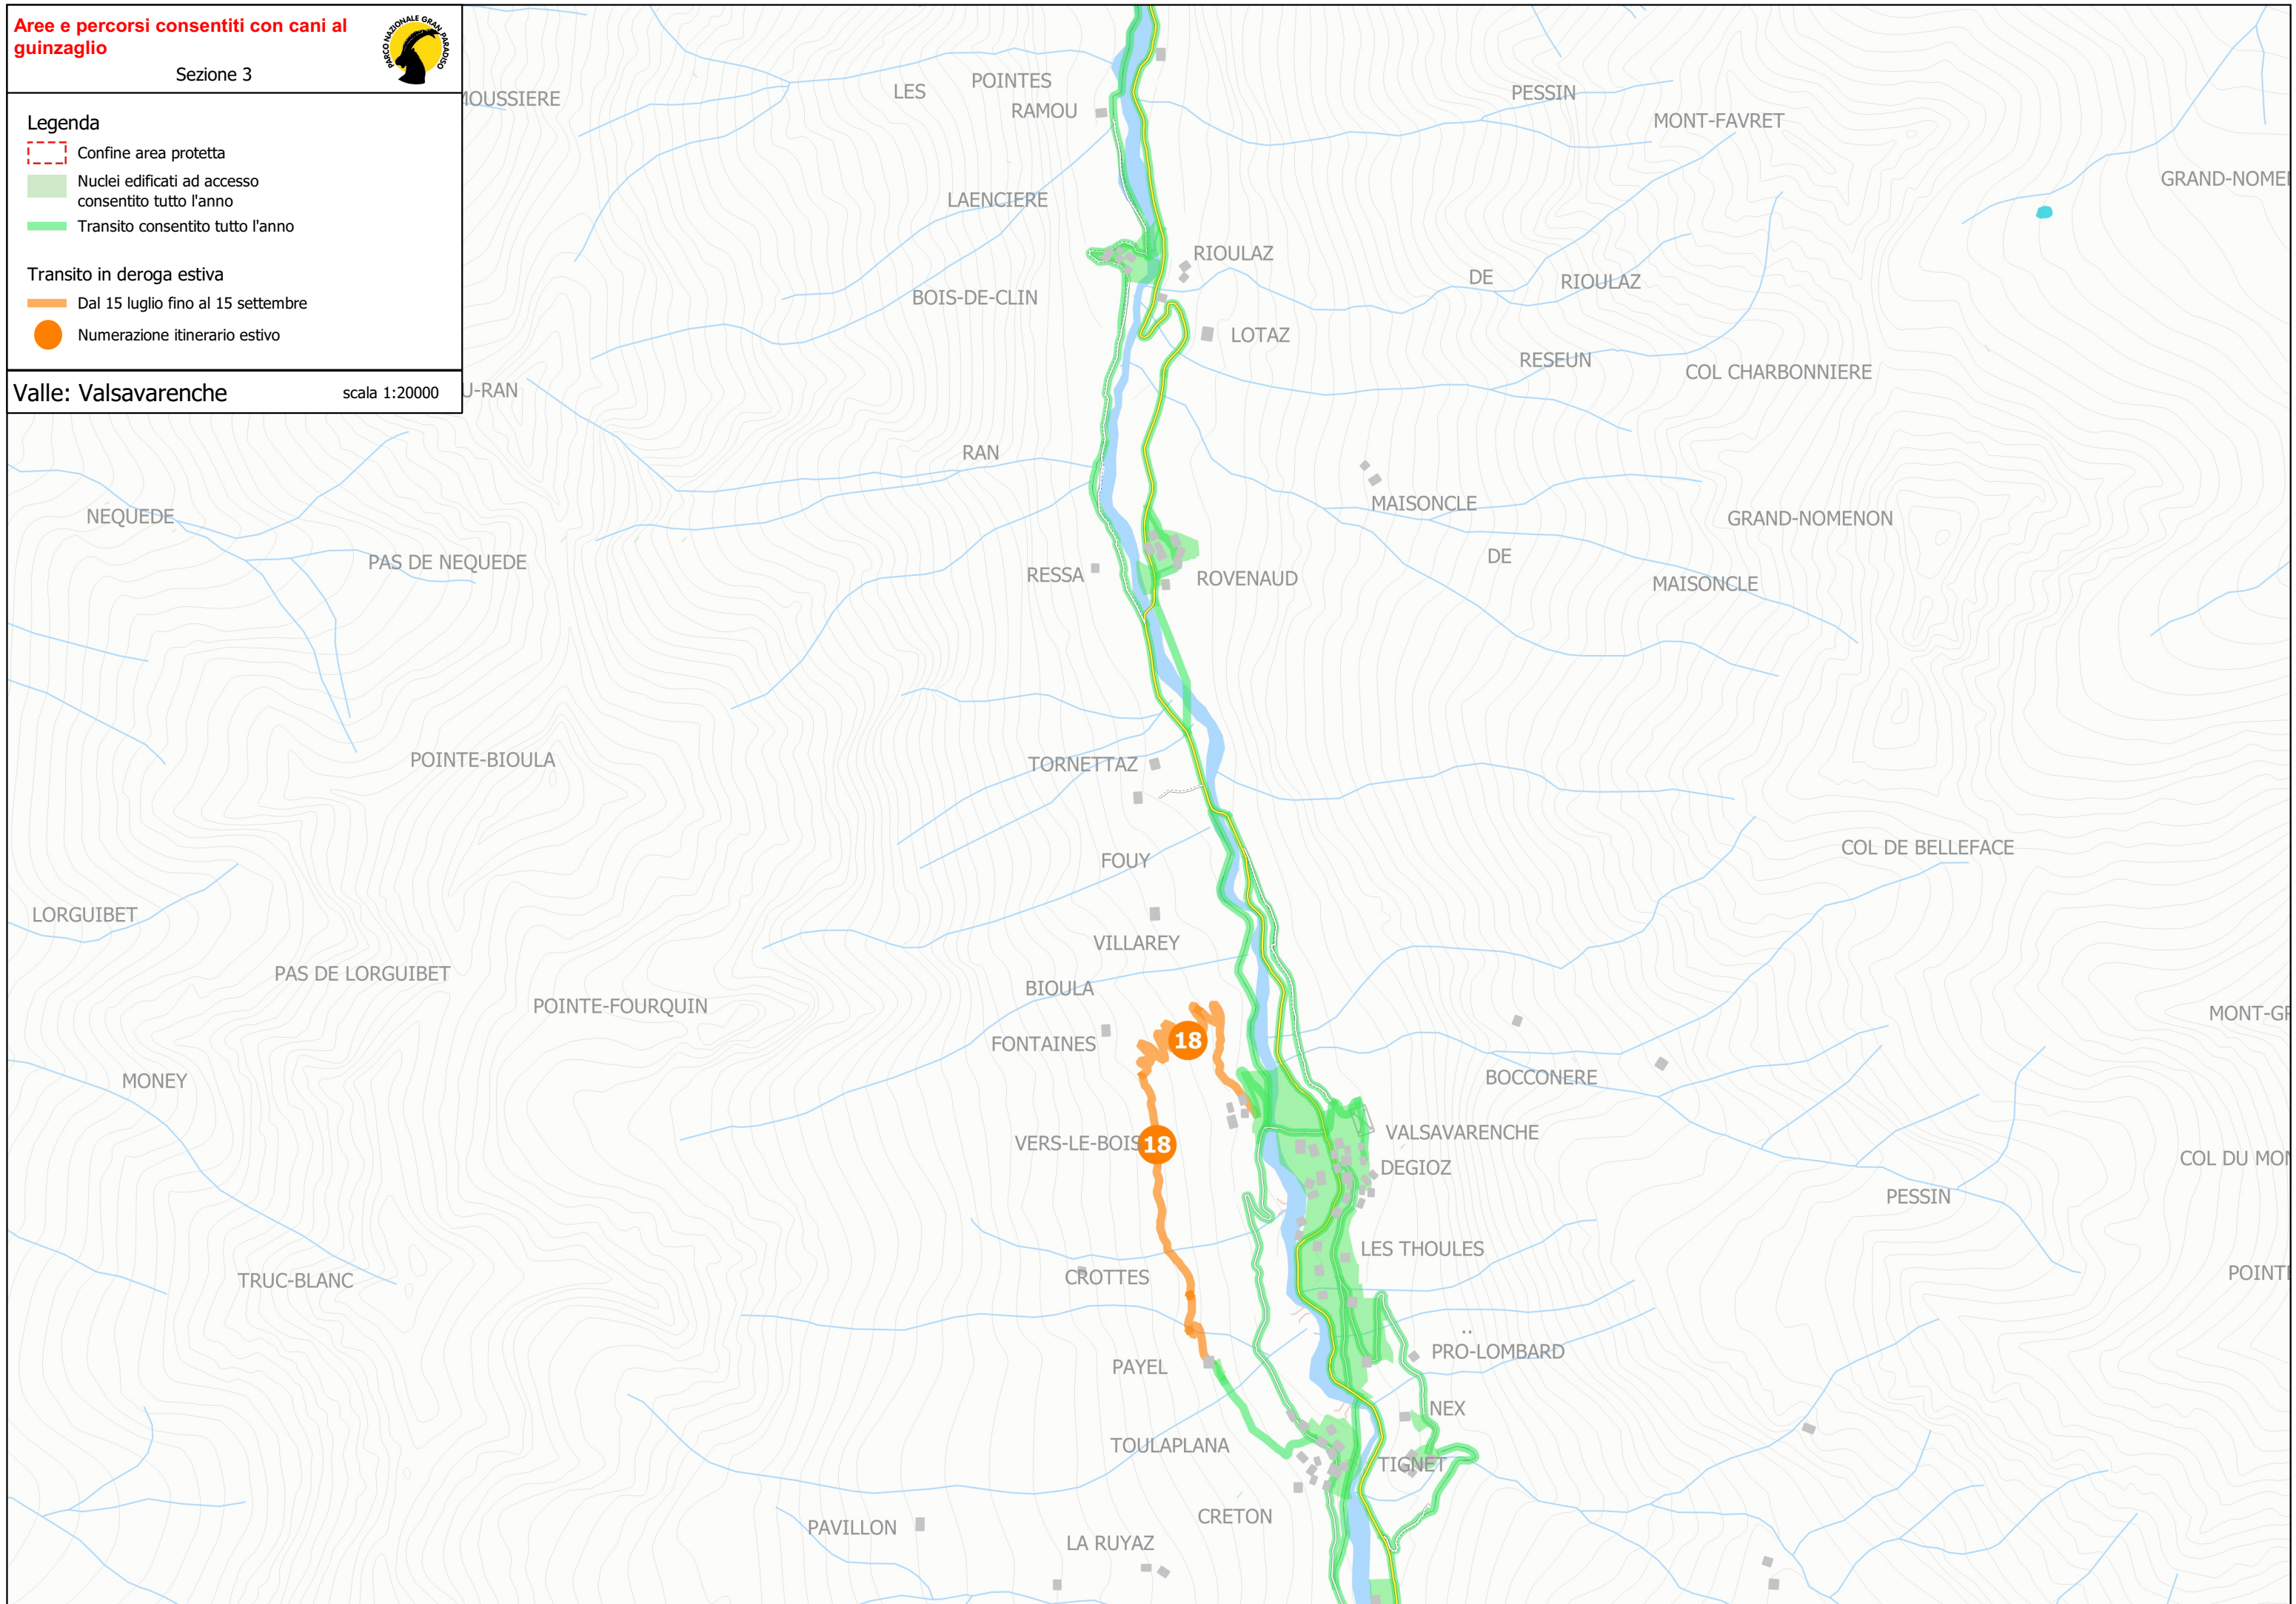 Aree e percorsi consentiti con cani al
guinzaglio
PARCO NAZIONALE GRAN PARADISO
Sezione 3
Legenda
Confine area protetta
Nuclei edificati ad accesso
consentito tutto l'anno
Transito consentito tutto l'anno
Transito in deroga estiva
Dal 15 luglio fino al 15 settembre
Numerazione itinerario estivo
Valle: Valsavarenche
scala 1:20000
MOUSSIERE
LES
POINTES
RAMOU
PESSIN
MONT-FAVRET
GRAND-NOMEN
LAENCIERE
RIOULAZ
DE
RIOULAZ
BOIS-DE-CLIN
LOTAZ
RESEUN
COL CHARBONNIERE
U-RAN
RAN
MAISONCLE
NEQUEDE
GRAND-NOMENON
PAS DE NEQUEDE
DE
RESSA
ROVENAUD
MAISONCLE
POINTE-BIOULA
TORNETTAZ
FOUY
COL DE BELLEFACE
LORGUIBET
VILLAREY
PAS DE LORGUIBET
BIOULA
POINTE-FOURQUIN
MONT-GR
FONTAINES
18
MONEY
BOCCONERE
VERS-LE-BOIS
18
VALSAVARENCHE
COL DU MON
DEGIOZ
PESSIN
LES THOULES
TRUC-BLANC
CROTTES
POINTE
PAYEL
PRO-LOMBARD
NEX
TOULAPLANA
TIGNET
CRETON
PAVILLON
LA RUYAZ